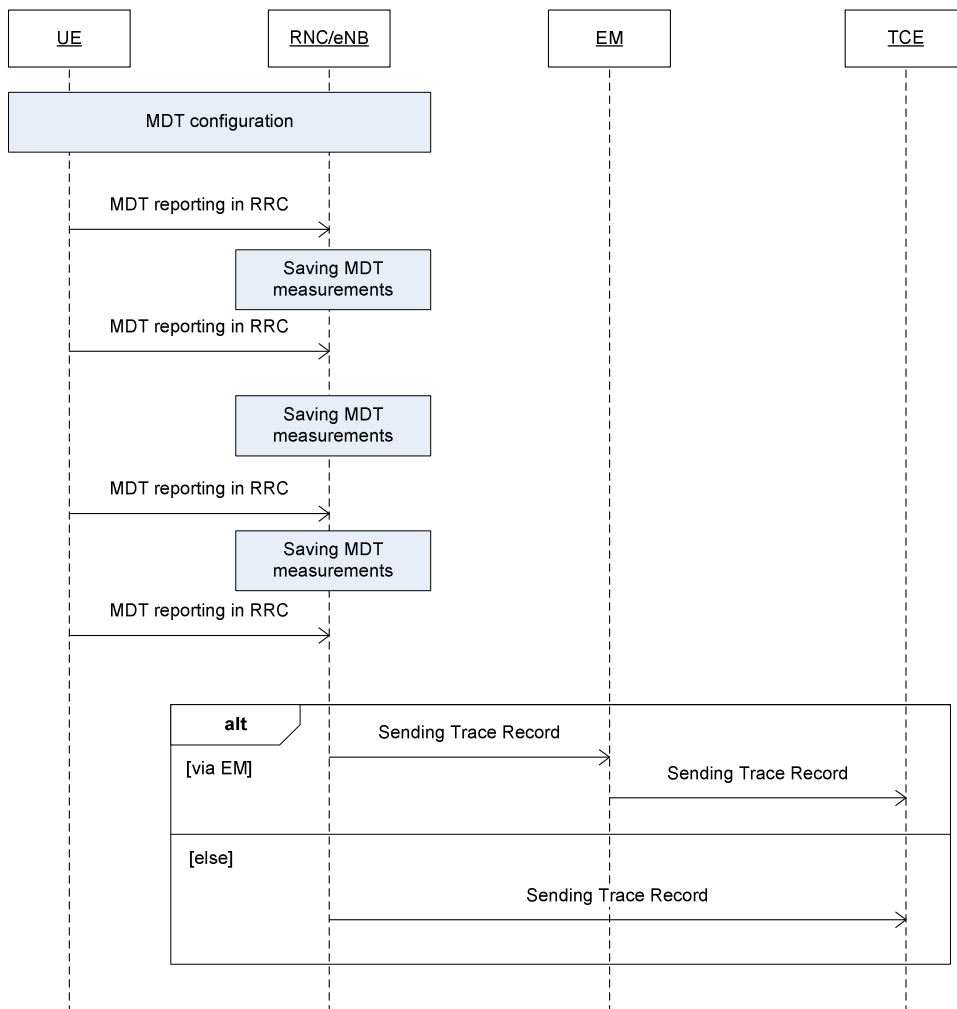 UE
RNC/eNB
EM
TCE
MDT configuration
MDT reporting in RRC
Saving MDT
measurements
MDT reporting in RRC
Saving MDT
measurements
MDT reporting in RRC
Saving MDT
measurements
MDT reporting in RRC
alt
Sending Trace Record
[via EM]
Sending Trace Record
[else]
Sending Trace Record